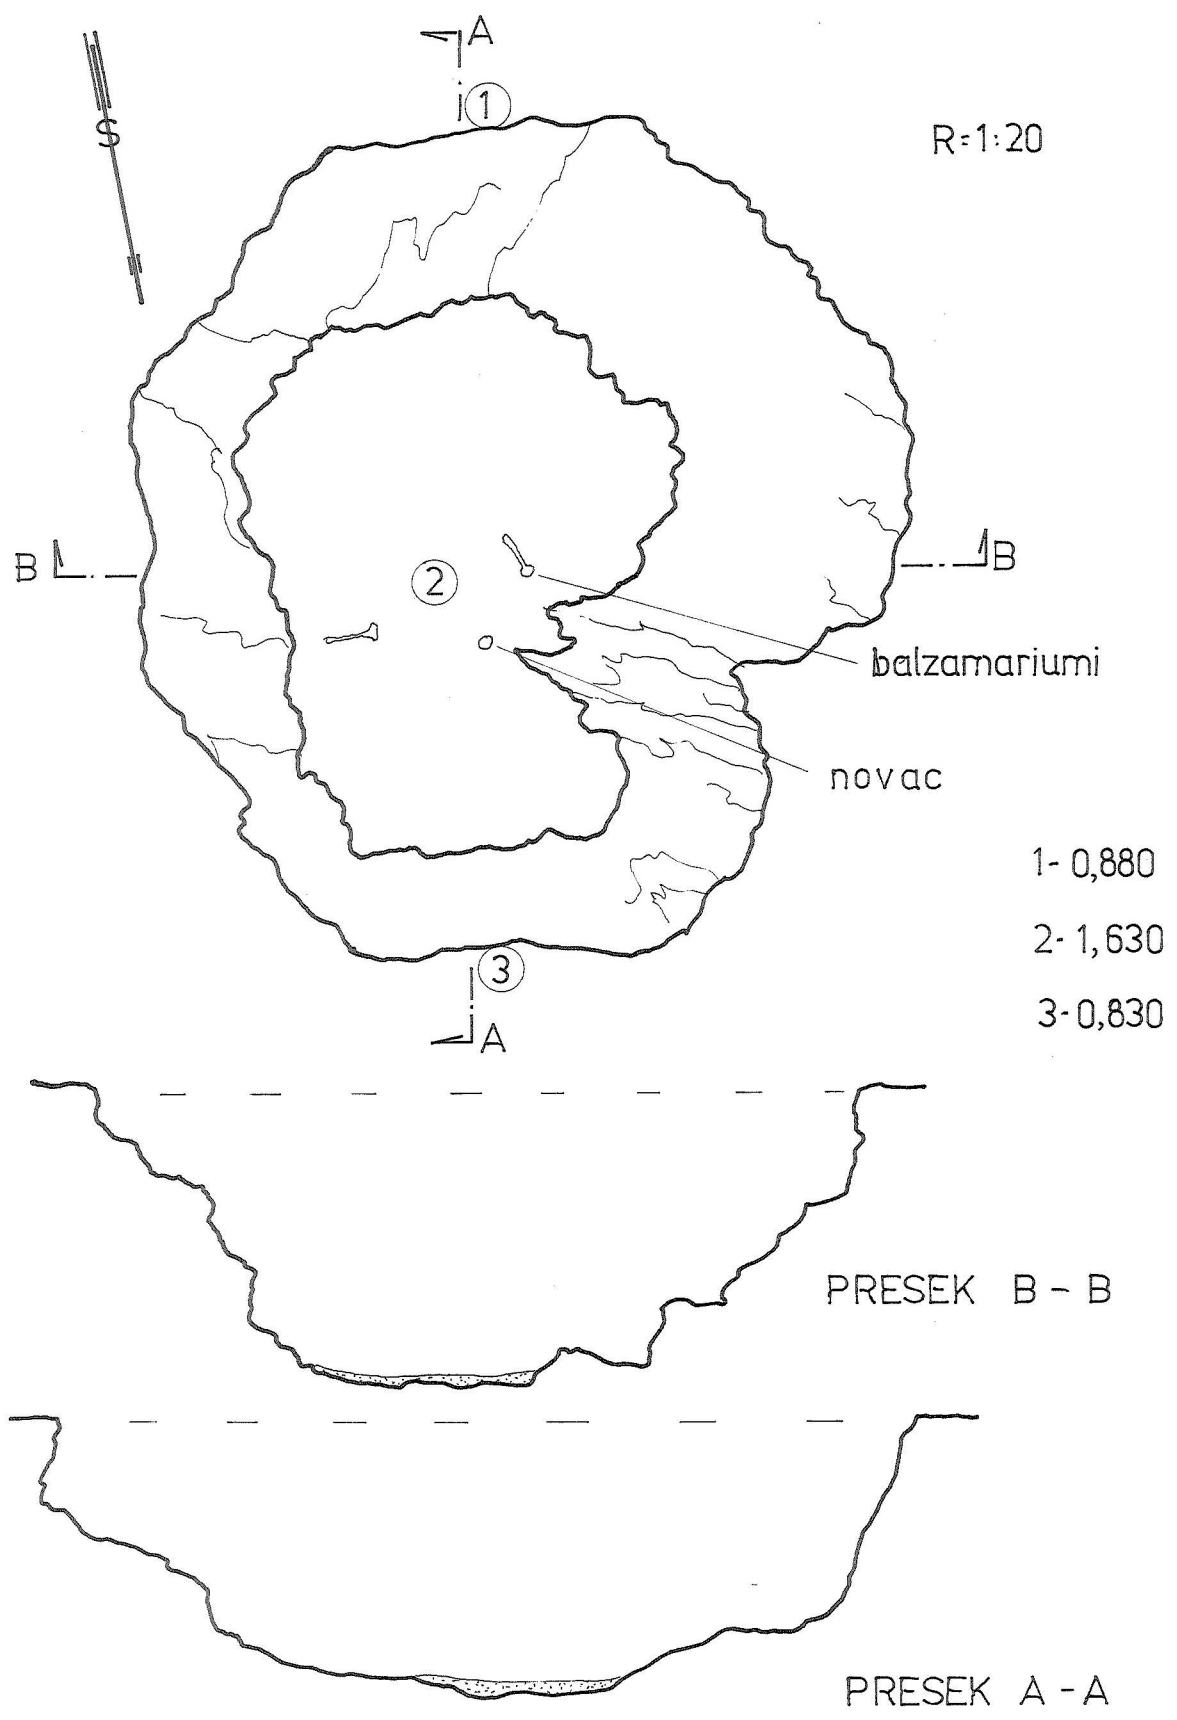 A
1
S
R=1:20
B
2
B
balzamariumi
novac
1- 0,880
2- 1,630
3
3- 0,830
A
PRESEK B - B
PRESEK A - A